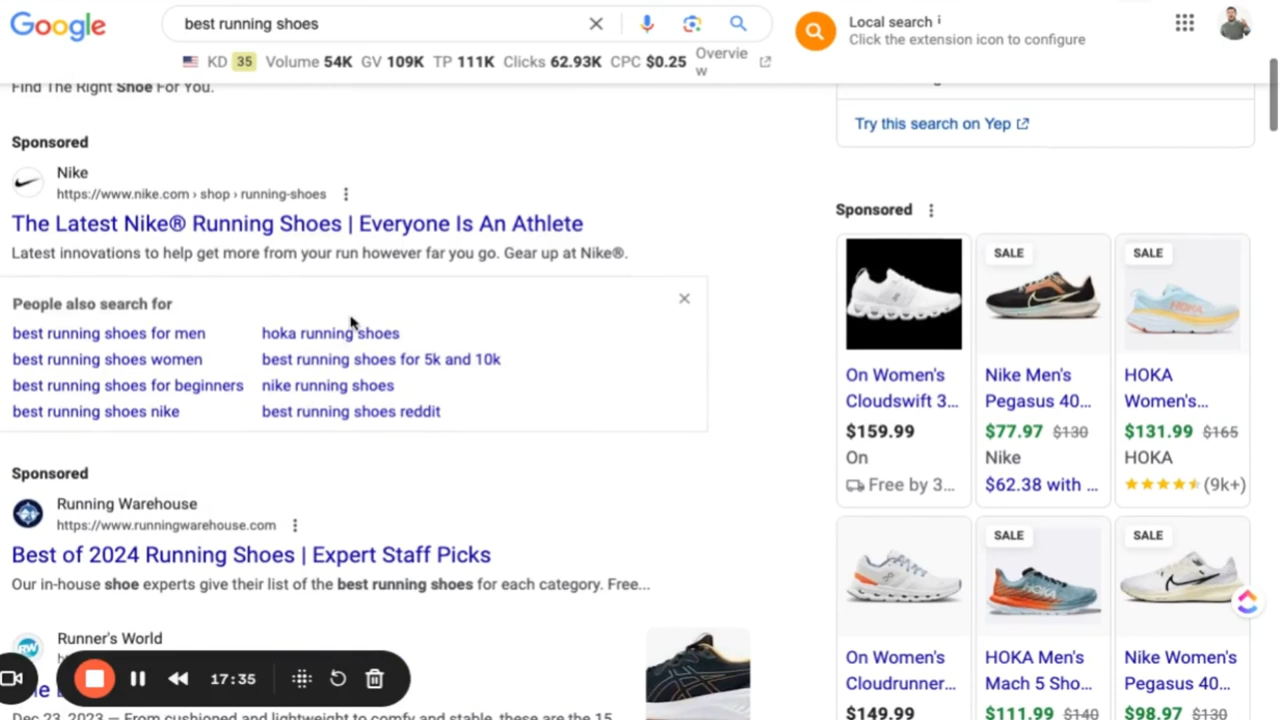 Google
best running shoes
Local search i
Click the extension icon to configure
KD 35 Volume 54K GV 109K TP 111K Clicks 62.93K CPC $0.25 Overvie
w
Find The Right Shoe For You.
Sponsored
Nike
https://www.nike.com › shop › running-shoes
The Latest Nike® Running Shoes | Everyone Is An Athlete
Latest innovations to help get more from your run however far you go. Gear up at Nike®.
People also search for
best running shoes for men
hoka running shoes
best running shoes women
best running shoes for 5k and 10k
best running shoes for beginners
nike running shoes
best running shoes nike
best running shoes reddit
Sponsored
Running Warehouse
https://www.runningwarehouse.com
Best of 2024 Running Shoes | Expert Staff Picks
Our in-house shoe experts give their list of the best running shoes for each category. Free...
Runner's World
RW
17:35
Dec 23, 2023 — From cushioned and lightweight to comfy and stable, these are the 15
Try this search on Yep
Sponsored
SALE
SALE
On Women's
Cloudswift 3...
$159.99
On
Free by 3...
Nike Men's
Pegasus 40...
$77.97 $130
Nike
$62.38 with ...
HOKA
HOKA
Women's...
$131.99 $165
HOKA
(9k+)
SALE
SALE
On Women's
Cloudrunner...
$149.99
HOKA
HOKA Men's
Mach 5 Sho...
$111.99 $140
Nike Women's
Pegasus 40...
$98.97 $130